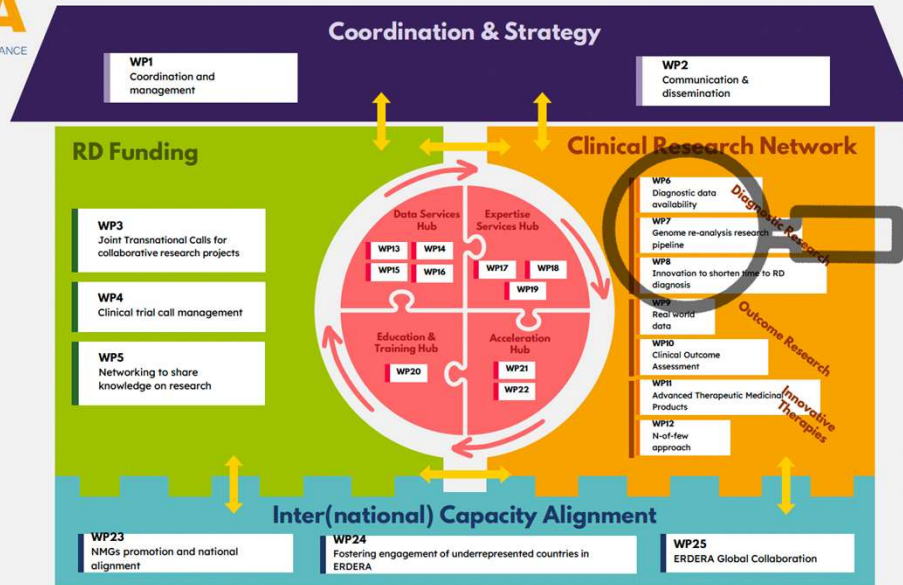 A
ANCE
Coordination & Strategy
WP1
Coordination and
management
WP2
Communication &
dissemination
RD Funding
WP3
Joint Transnational Calls for
collaborative research projects
WP4
Clinical trial call management
WP5
Networking to share
knowledge on research
Data Services
Hub
WP13
WP14
WP15
WP16
Expertise
Services Hub
WP17
WP18
WP19
Education &
Training Hub
WP20
Acceleration
Hub
WP21
WP22
Clinical Research Network
WP6
Diagnostic data
availability
WP7
Genome re-analysis research
pipeline
WP8
Innovation to shorten time to RD
diagnosis
Diagnostic Research
WP9
Real world
data
WP10
Clinical Outcome
Assessment
Outcome Research
WP11
Advanced Therapeutic Medicinal
Products
WP12
N-of-few
approach
Innovative
Therapies
Inter(national) Capacity Alignment
WP23
NMGs promotion and national
alignment
WP24
Fostering engagement of underrepresented countries in
ERDERA
WP25
ERDERA Global Collaboration